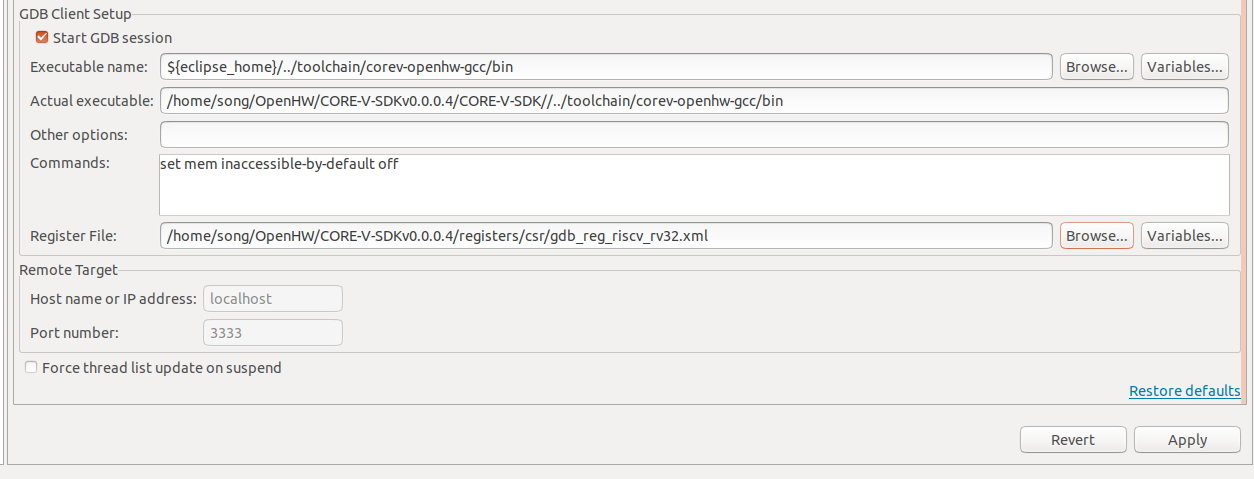 GDB Client Setup
Start GDB session
Executable name: ${eclipse_home}/../toolchain/corev-openhw-gcc/bin Browse... Variables...
Actual executable: /home/song/OpenHW/CORE-V-SDKv0.0.0.4/CORE-V-SDK//../toolchain/corev-openhw-gcc/bin
Other options:
Commands: set mem inaccessible-by-default off
Register File: /home/song/OpenHW/CORE-V-SDKv0.0.0.4/registers/csr/gdb_reg_riscv_rv32.xml Browse... Variables...
Remote Target
Host name or IP address: localhost
Port number: 3333
Force thread list update on suspend
Restore defaults
Revert Apply